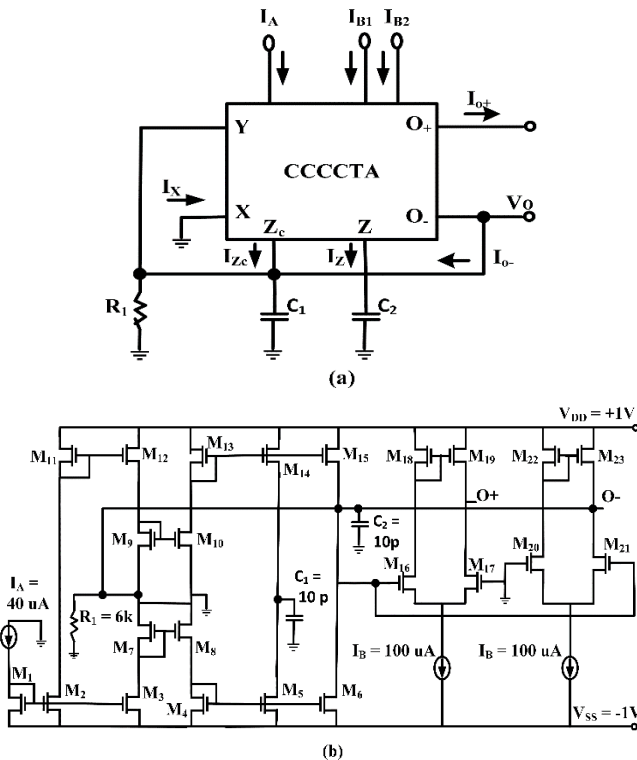 I_A I_B1 I_B2
Y O+ I_o+
CCCCTA
I_X
X Z_c Z O- V_O
I_Zc I_Z I_o-
R_1 C_1 C_2
(a)
V_DD = +1V
M_11 M_12 M_13 M_14 M_15 M_18 M_19 M_22 M_23
O+ O-
M_9 M_10 C_2 =
10p
M_16 M_17 M_20 M_21
I_A =
40 uA
R_1 = 6k
C_1 =
10 p
M_7 M_8
I_B = 100 uA I_B = 100 uA
M_1 M_2 M_3 M_4 M_5 M_6
V_SS = -1V
(b)